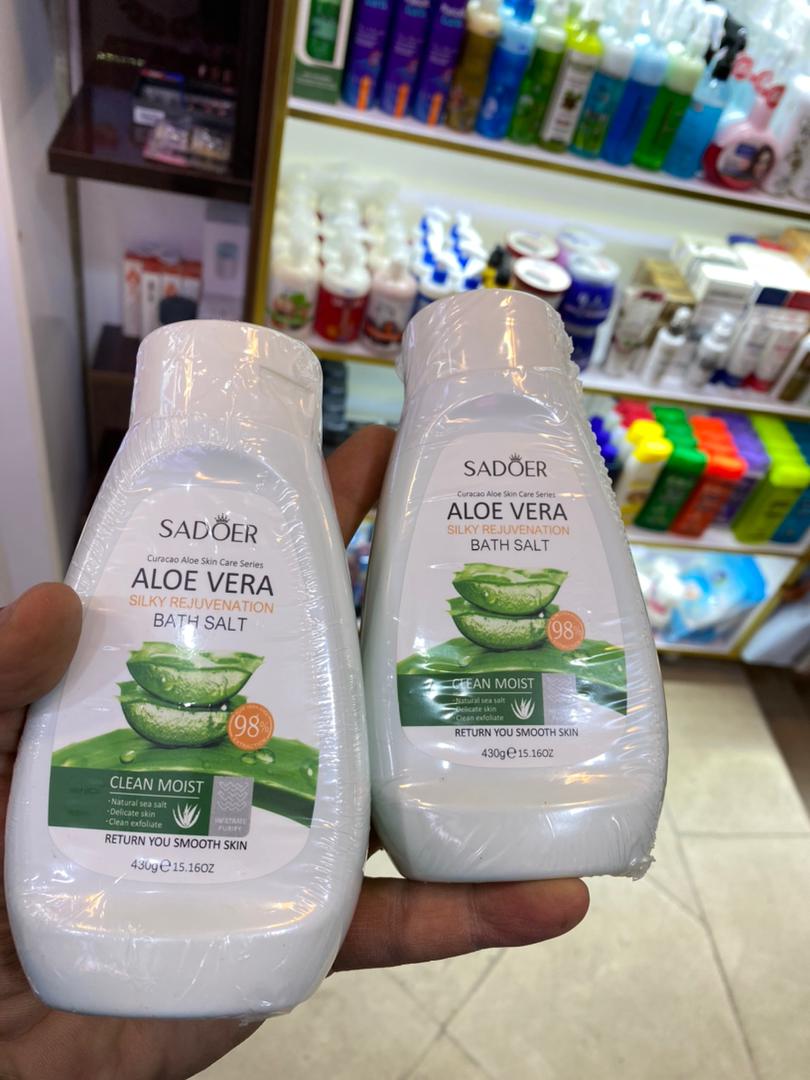 SADOER
Curacao Aloe Skin Care Series
ALOE VERA
SILKY REJUVENATION
BATH SALT
98%
CLEAN MOIST
·Natural sea salt
·Delicate skin
·Clean exfoliate
INFILTRATE
PURIFY
RETURN YOU SMOOTH SKIN
430g℮15.16OZ
SADOER
Curacao Aloe Skin Care Series
ALOE VERA
SILKY REJUVENATION
BATH SALT
98
CLEAN MOIST
·Natural sea salt
·Delicate skin
·Clean exfoliate
RETURN YOU SMOOTH SKIN
430g℮15.16OZ